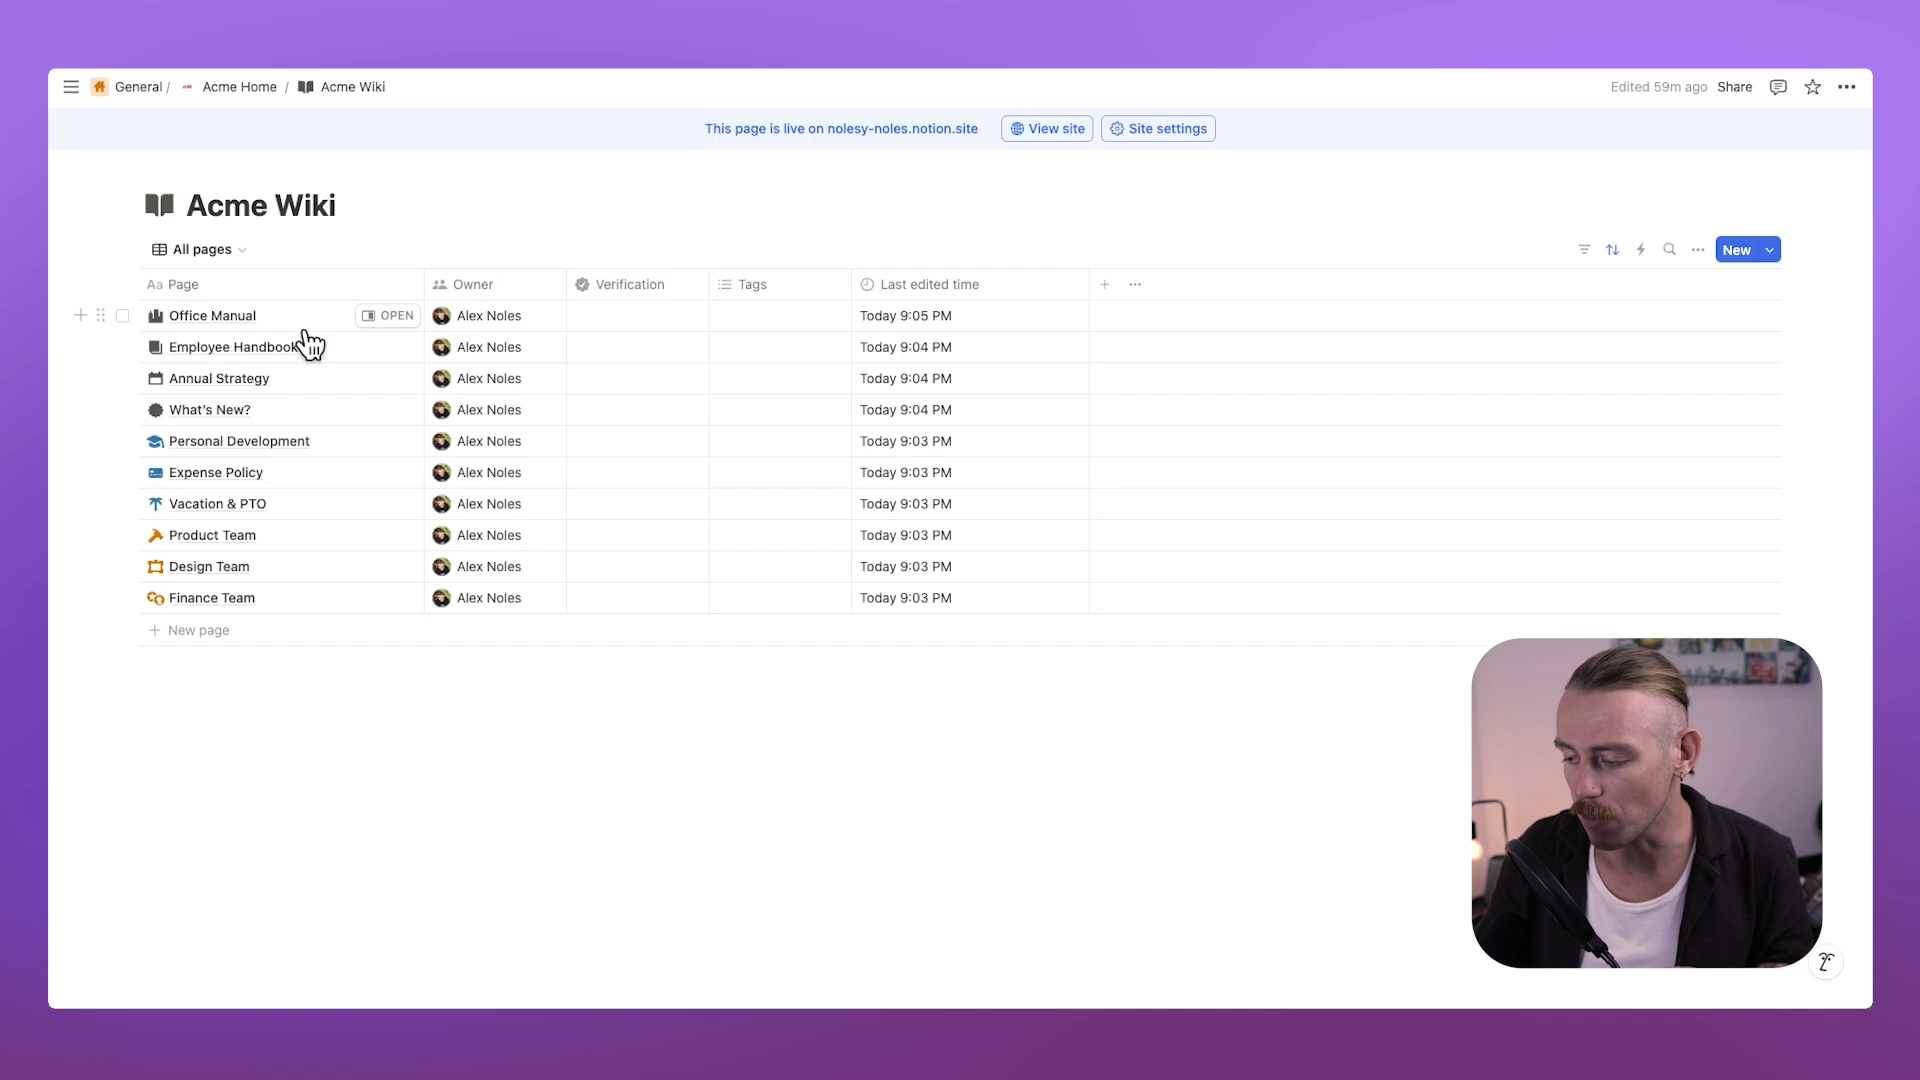 General / Acme Home / Acme Wiki
Edited 59m ago Share
This page is live on nolesy-noles.notion.site View site Site settings
Acme Wiki
All pages
New
Aa Page Owner Verification Tags Last edited time
Office Manual OPEN Alex Noles Today 9:05 PM
Employee Handbook Alex Noles Today 9:04 PM
Annual Strategy Alex Noles Today 9:04 PM
What's New? Alex Noles Today 9:04 PM
Personal Development Alex Noles Today 9:03 PM
Expense Policy Alex Noles Today 9:03 PM
Vacation & PTO Alex Noles Today 9:03 PM
Product Team Alex Noles Today 9:03 PM
Design Team Alex Noles Today 9:03 PM
Finance Team Alex Noles Today 9:03 PM
New page